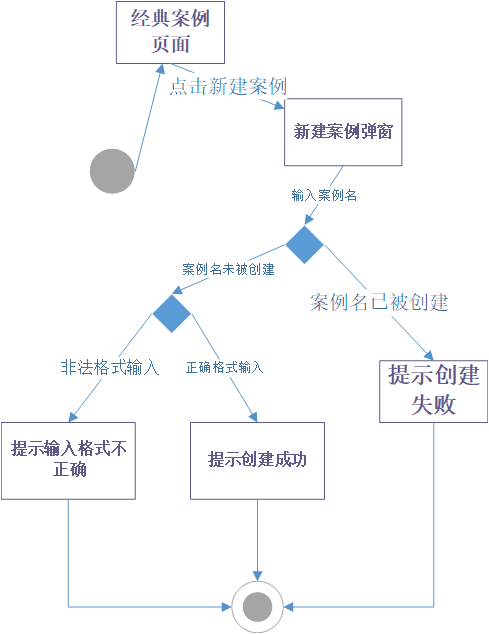 经典案例
页面
点击新建案例
新建案例弹窗
输入案例名
案例名未被创建
案例名已被创建
非法格式输入
正确格式输入
提示创建
失败
提示输入格式不
正确
提示创建成功